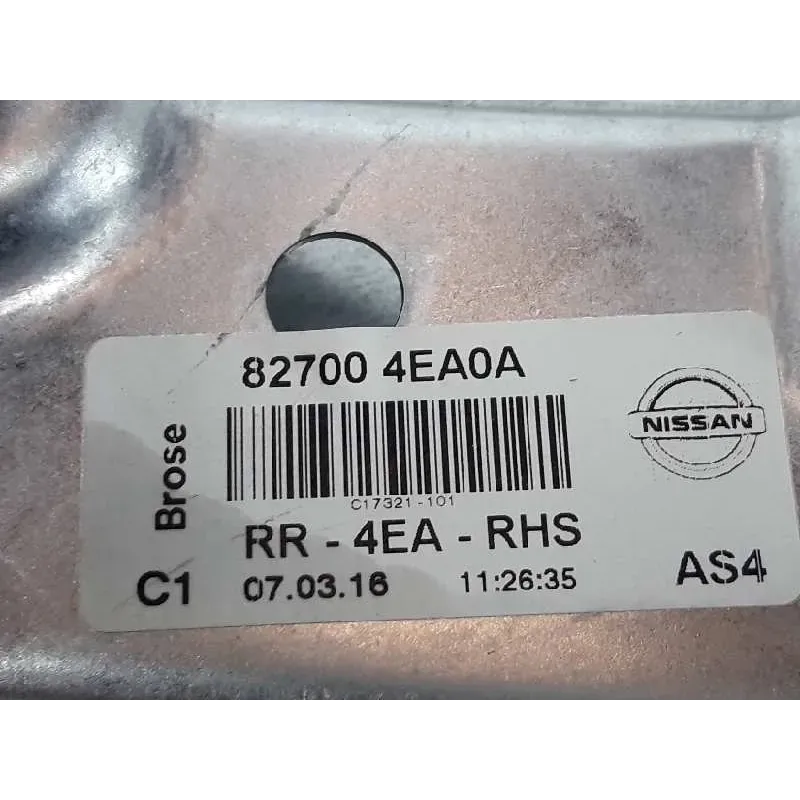 82700 4EA0A
NISSAN
Brose
C17321-101
RR - 4EA - RHS
C1 07.03.16 11:26:35 AS4